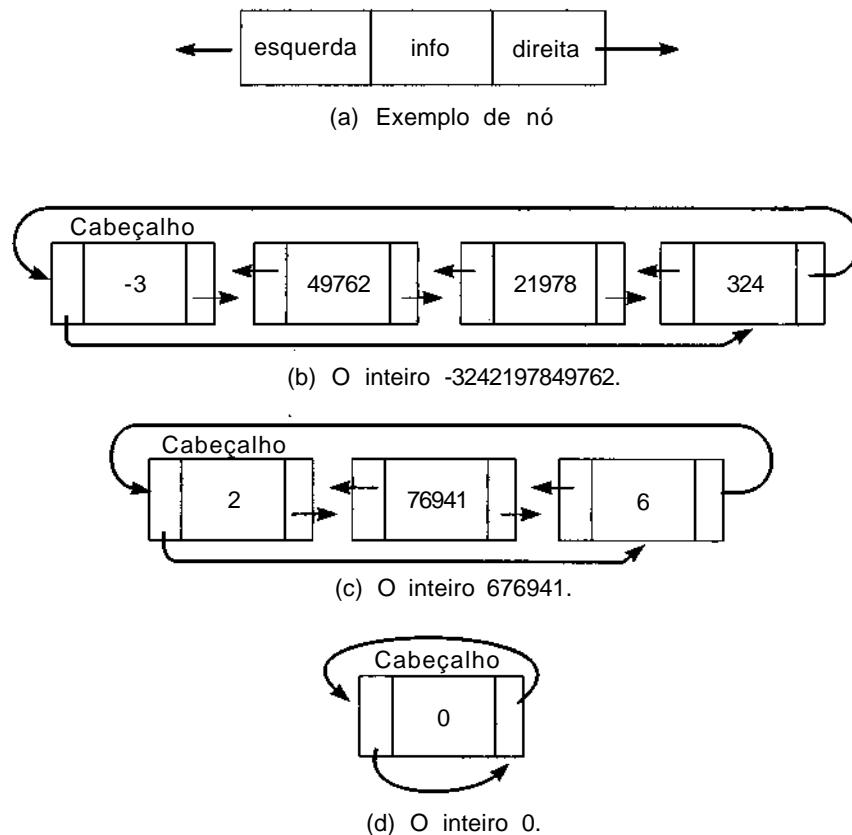 esquerda info direita
(a) Exemplo de nó
Cabeçalho
-3 49762 21978 324
(b) O inteiro -3242197849762.
Cabeçalho
2 76941 6
(c) O inteiro 676941.
Cabeçalho
0
(d) O inteiro 0.